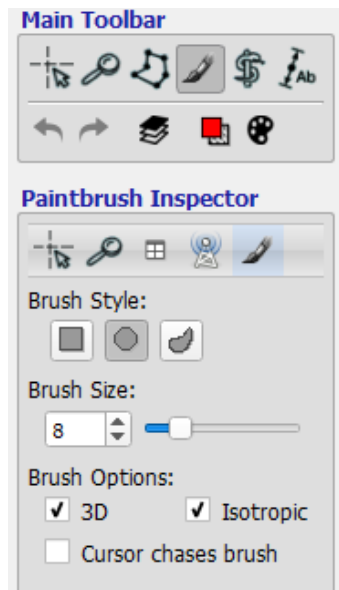 Main Toolbar
Ab
Paintbrush Inspector
Brush Style:
Brush Size:
8
Brush Options:
3D Isotropic
Cursor chases brush